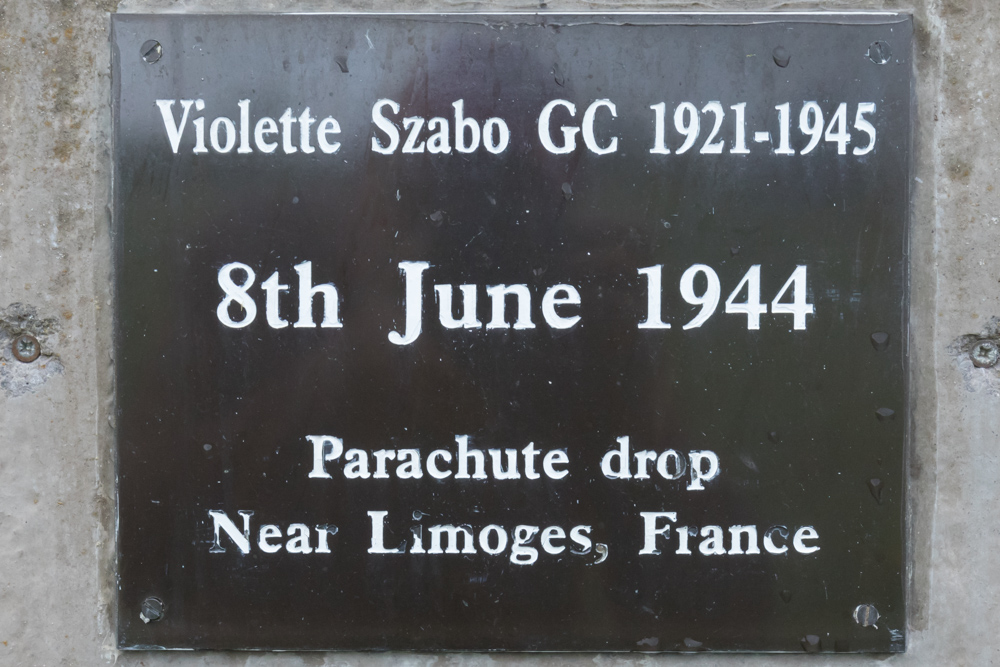 Violette Szabo GC 1921-1945
8th June 1944
Parachute drop
Near Limoges, France